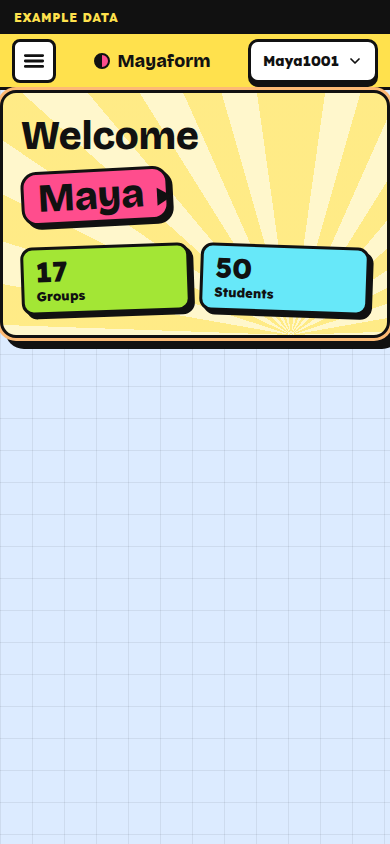 EXAMPLE DATA
Mayaform
Maya1001
Welcome
Maya
17
Groups
50
Students